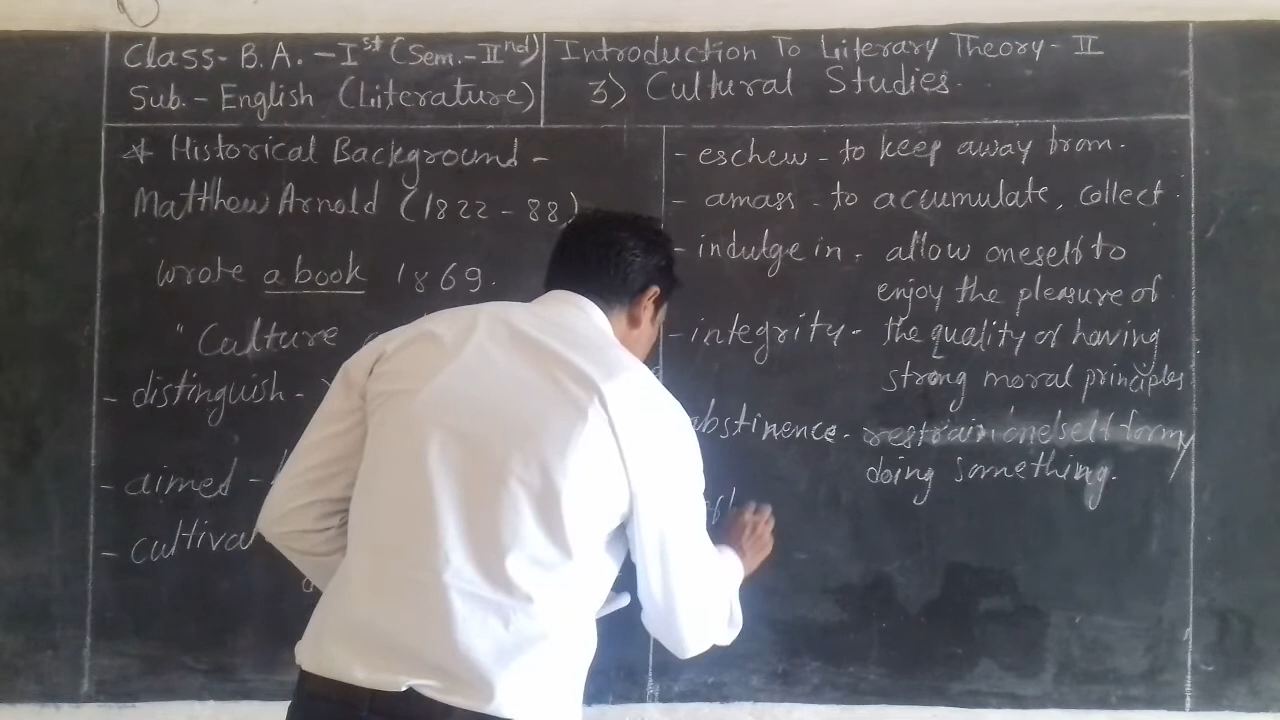 Class- B.A. - Ist (Sem.-IInd)
Sub. - English (Literature)
Introduction To Literary Theory- II
3) Cultural Studies.
* Historical Background -
Matthew Arnold (1822 - 88)
wrote a book 1869.
"Culture
- distinguish -
- aimed -
- cultivat
- eschew - to keep away from.
- amass - to accumulate, collect.
- indulge in - allow oneself to
enjoy the pleasure of
- integrity - the quality of having
strong moral principles
abstinence - restrain oneself form
doing something.